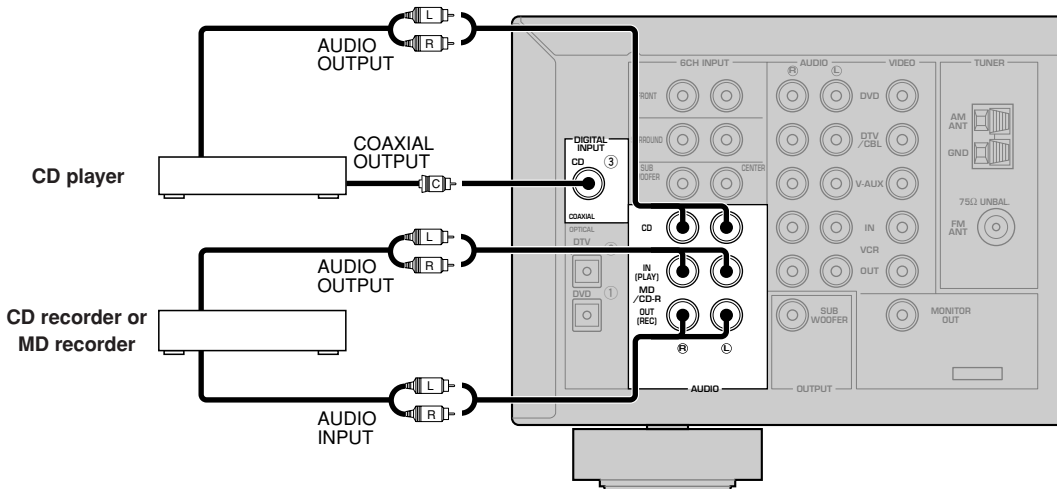 L
R
AUDIO
OUTPUT
COAXIAL
OUTPUT
C
CD player
L
R
AUDIO
OUTPUT
CD recorder or
MD recorder
L
R
AUDIO
INPUT
6CH INPUT
FRONT
SURROUND
SUB
WOOFER
CENTER
DIGITAL
INPUT
CD
3
COAXIAL
OPTICAL
DTV
2
DVD
1
CD
IN
(PLAY)
MD
/CD-R
OUT
(REC)
R
L
AUDIO
AUDIO
R
L
VIDEO
DVD
DTV
/CBL
V-AUX
IN
VCR
OUT
SUB
WOOFER
OUTPUT
MONITOR
OUT
TUNER
AM
ANT
GND
75Ω UNBAL.
FM
ANT